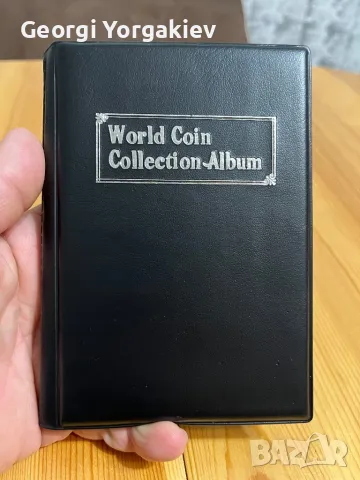 Georgi Yorgakiev
World Coin
Collection-Album
BAZAR